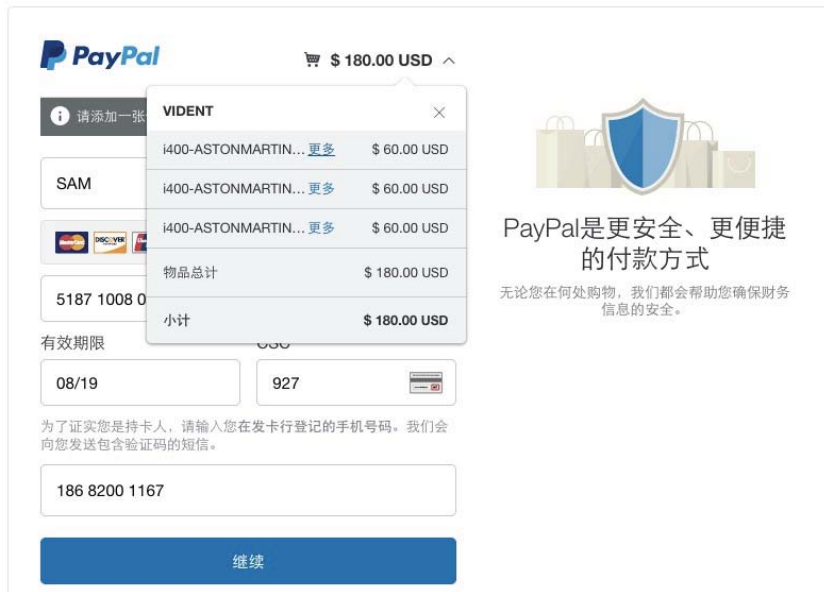 PayPal
$ 180.00 USD
请添加一张
VIDENT
i400-ASTONMARTIN... 更多 $ 60.00 USD
i400-ASTONMARTIN... 更多 $ 60.00 USD
i400-ASTONMARTIN... 更多 $ 60.00 USD
物品总计 $ 180.00 USD
小计 $ 180.00 USD
SAM
MasterCard DISCOVER
5187 1008 0
有效期限
08/19
927
为了证实您是持卡人，请输入您在发卡行登记的手机号码。我们会
向您发送包含验证码的短信。
186 8200 1167
继续
PayPal是更安全、更便捷
的付款方式
无论您在何处购物，我们都会帮助您确保财务
信息的安全。